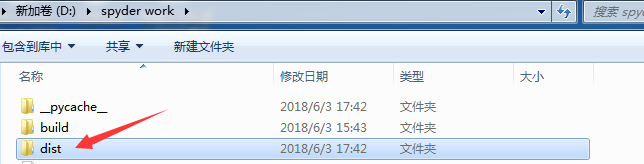 新加卷 (D:) ▸ spyder work ▸
搜索 spy
包含到库中 ▾ 共享 ▾ 新建文件夹
名称 修改日期 类型 大小
__pycache__ 2018/6/3 17:42 文件夹
build 2018/6/3 15:43 文件夹
dist 2018/6/3 17:42 文件夹